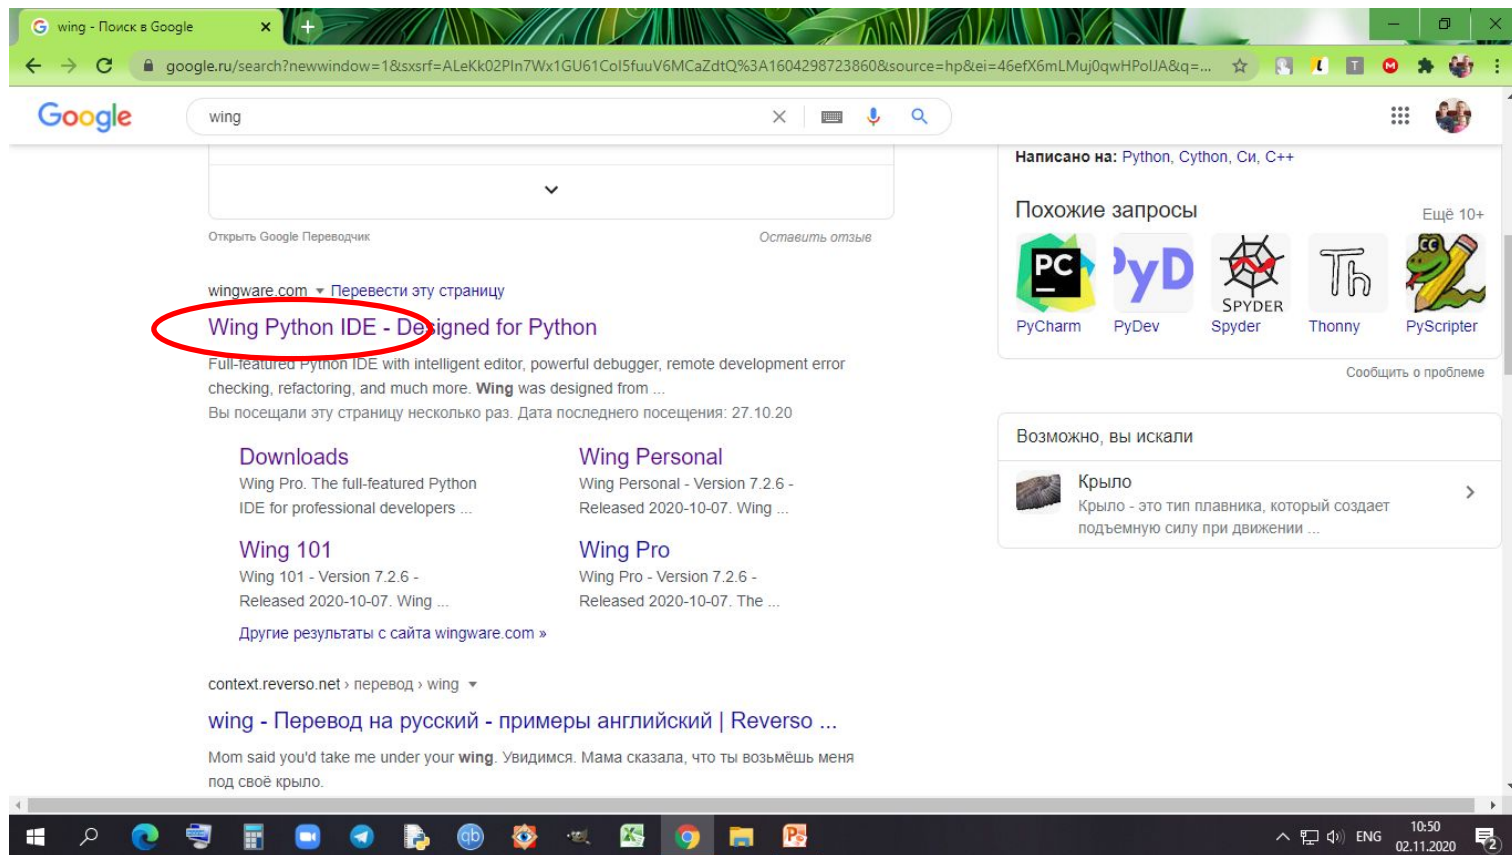 wing - Поиск в Google
google.ru/search?newwindow=1&sxsrf=ALeKk02PIn7Wx1GU61CoI5fuuV6MCaZdtQ%3A1604298723860&source=hp&ei=46efX6mLMuj0qwHPoIJA&q=...
Google
wing
Написано на: Python, Cython, Си, C++
Похожие запросы
Ещё 10+
Открыть Google Переводчик
Оставить отзыв
PC
PyD
SPYDER
Th
PyCharm
PyDev
Spyder
Thonny
PyScripter
Сообщить о проблеме
wingware.com Перевести эту страницу
Wing Python IDE - Designed for Python
Full-featured Python IDE with intelligent editor, powerful debugger, remote development error
checking, refactoring, and much more. Wing was designed from ...
Вы посещали эту страницу несколько раз. Дата последнего посещения: 27.10.20
Downloads
Wing Pro. The full-featured Python
IDE for professional developers ...
Wing Personal
Wing Personal - Version 7.2.6 -
Released 2020-10-07. Wing ...
Wing 101
Wing 101 - Version 7.2.6 -
Released 2020-10-07. Wing ...
Wing Pro
Wing Pro - Version 7.2.6 -
Released 2020-10-07. The ...
Другие результаты с сайта wingware.com »
Возможно, вы искали
Крыло
Крыло - это тип плавника, который создает
подъемную силу при движении ...
context.reverso.net › перевод › wing
wing - Перевод на русский - примеры английский | Reverso ...
Mom said you'd take me under your wing. Увидимся. Мама сказала, что ты возьмёшь меня
под своё крыло.
qb
ENG
10:50
02.11.2020
2